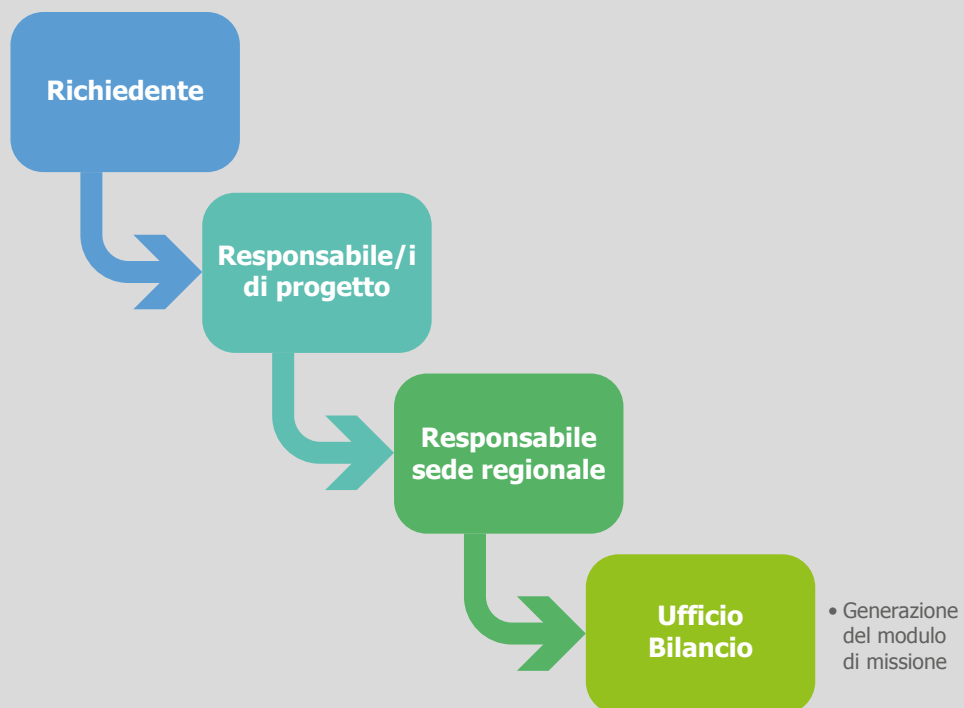 Richiedente
Responsabile/i
di progetto
Responsabile
sede regionale
Ufficio
Bilancio
• Generazione
del modulo
di missione